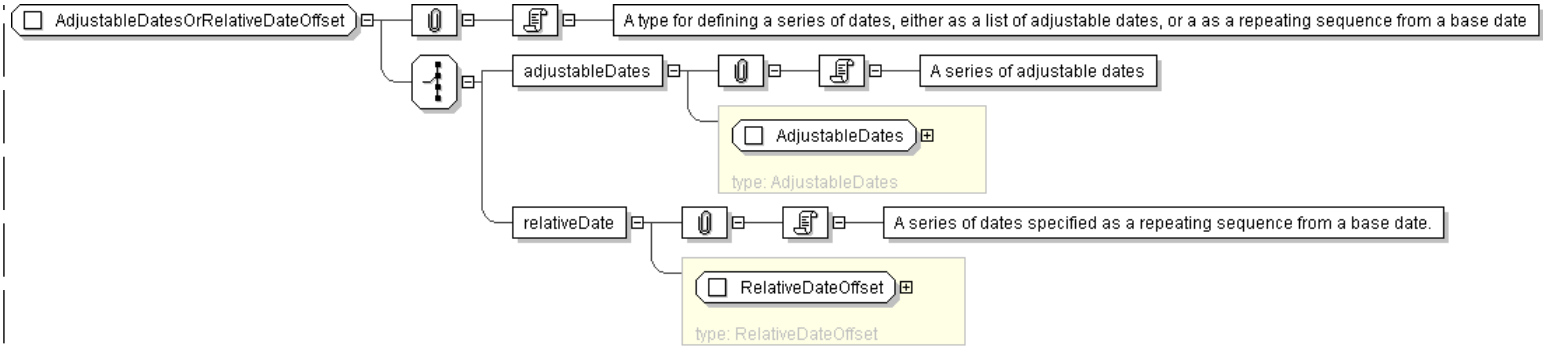 AdjustableDatesOrRelativeDateOffset
A type for defining a series of dates, either as a list of adjustable dates, or a as a repeating sequence from a base date
adjustableDates
A series of adjustable dates
AdjustableDates
type: AdjustableDates
relativeDate
A series of dates specified as a repeating sequence from a base date.
RelativeDateOffset
type: RelativeDateOffset